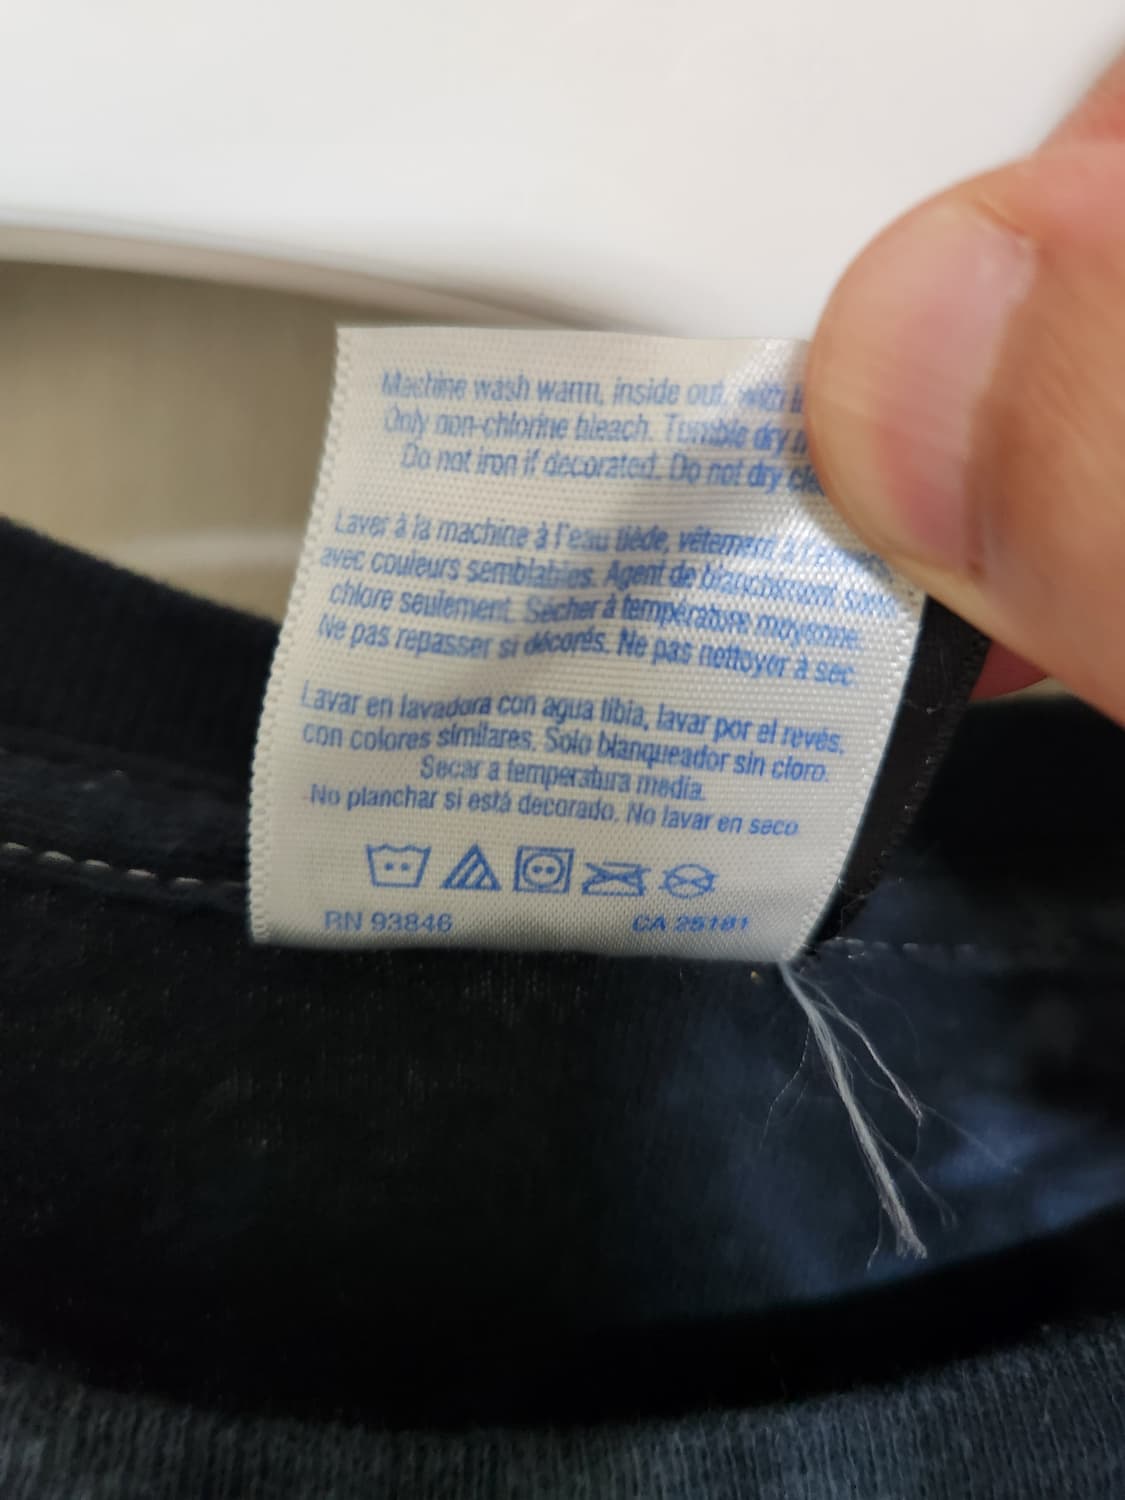 Machine wash warm, inside out, with
Only non-chlorine bleach. Tumble dry
Do not iron if decorated. Do not dry
Laver à la machine à l'eau tiède, vêtement à l'envers
avec couleurs semblables. Agent de blanchiment sans
chlore seulement. Sécher à température moyenne.
Ne pas repasser si décorés. Ne pas nettoyer à sec.
Lavar en lavadora con agua tibia, lavar por el revés,
con colores similares. Solo blanqueador sin cloro.
Secar a temperatura media.
No planchar si está decorado. No lavar en seco
RN 93846 CA 25181